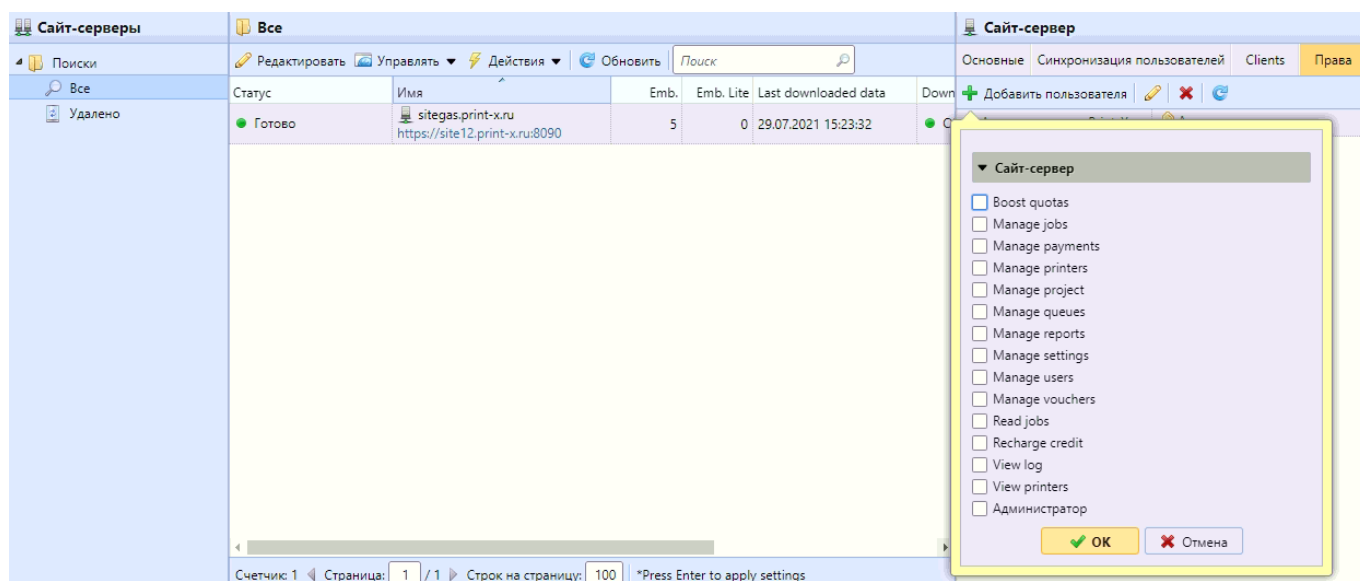 Сайт-серверы
Поиски
Все
Удалено
Все
Редактировать Управлять ▼ Действия ▼ Обновить Поиск
Статус Имя Emb. Emb. Lite Last downloaded data Down
Готово sitegas.print-x.ru 5 0 29.07.2021 15:23:32
https://site12.print-x.ru:8090
Счетчик: 1 Страница: 1 / 1 Строк на страницу: 100 *Press Enter to apply settings
Сайт-сервер
Основные Синхронизация пользователей Clients Права
Добавить пользователя
Сайт-сервер
Boost quotas
Manage jobs
Manage payments
Manage printers
Manage project
Manage queues
Manage reports
Manage settings
Manage users
Manage vouchers
Read jobs
Recharge credit
View log
View printers
Администратор
OK Отмена